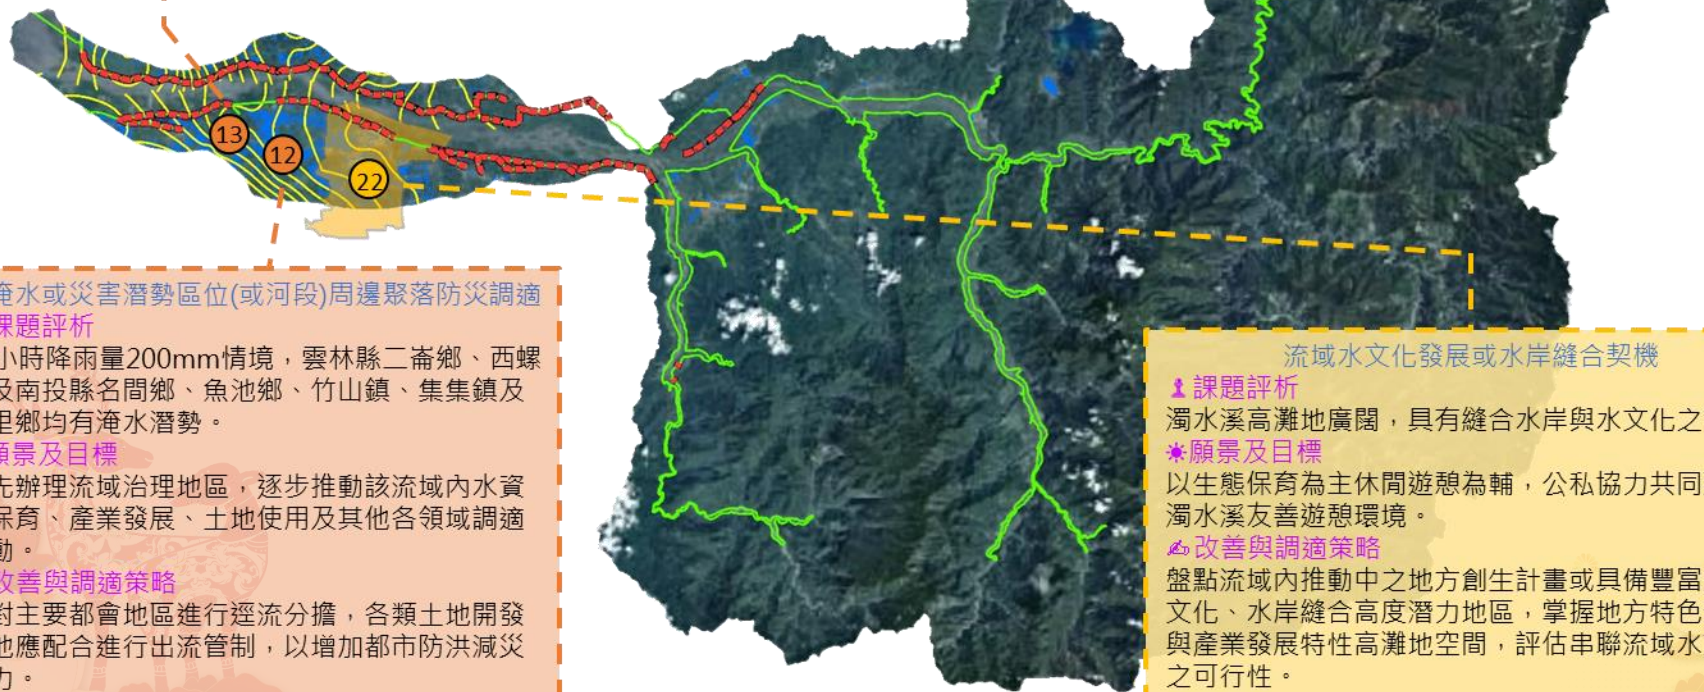 13
12
22
淹水或災害潛勢區位(或河段)周邊聚落防災調適
課題評析
小時降雨量200mm情境，雲林縣二崙鄉、西螺
及南投縣名間鄉、魚池鄉、竹山鎮、集集鎮及
里鄉均有淹水潛勢。
願景及目標
先辦理流域治理地區，逐步推動該流域內水資
保育、產業發展、土地使用及其他各領域調適
動。
改善與調適策略
對主要都會地區進行逕流分擔，各類土地開發
地應配合進行出流管制，以增加都市防洪減災
力。
流域水文化發展或水岸縫合契機
課題評析
濁水溪高灘地廣闊，具有縫合水岸與水文化之
願景及目標
以生態保育為主休閒遊憩為輔，公私協力共同
濁水溪友善遊憩環境。
改善與調適策略
盤點流域內推動中之地方創生計畫或具備豐富
文化、水岸縫合高度潛力地區，掌握地方特色
與產業發展特性高灘地空間，評估串聯流域水
之可行性。